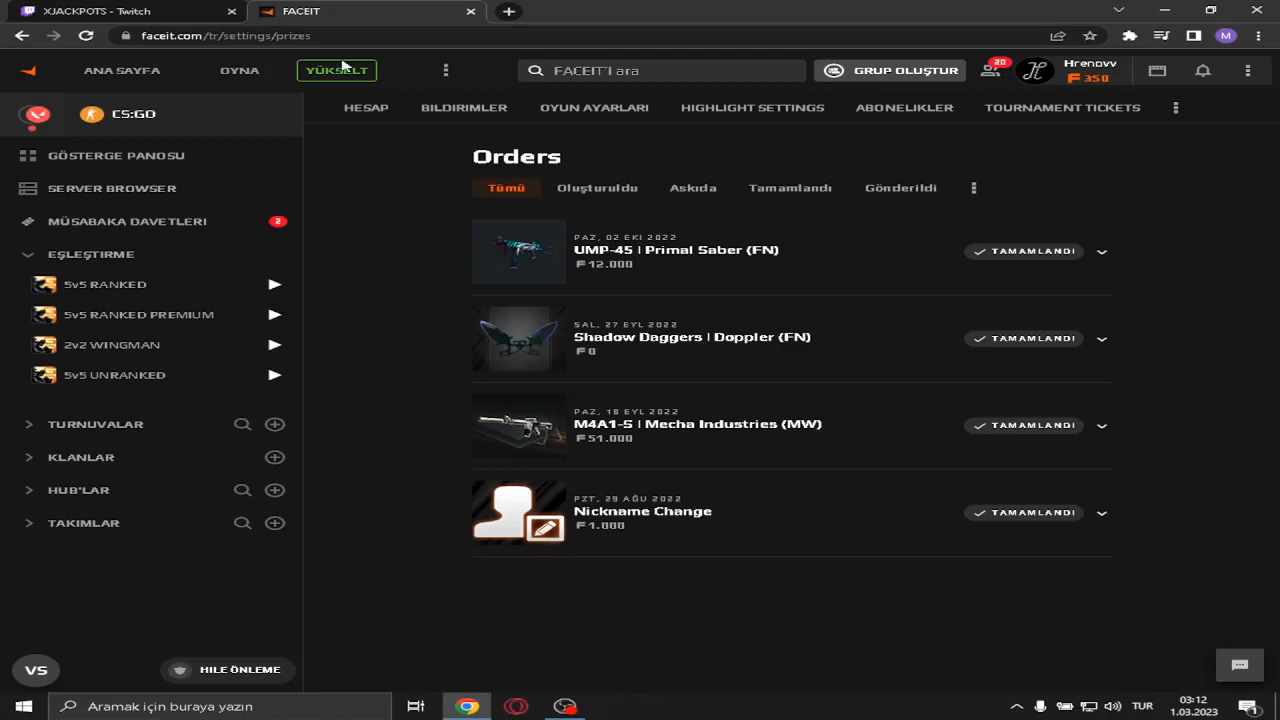 XJACKPOTS - Twitch
FACEIT
faceit.com/tr/settings/prizes
M
ANA SAYFA
OYNA
YÜKSELT
FACEIT'I ara
GRUP OLUŞTUR
20
Hrenovv
350
CS:GO
HESAP
BILDIRIMLER
OYUN AYARLARI
HIGHLIGHT SETTINGS
ABONELIKLER
TOURNAMENT TICKETS
GÖSTERGE PANOSU
SERVER BROWSER
MÜSABAKA DAVETLERI
2
EŞLEŞTIRME
5v5 RANKED
5v5 RANKED PREMIUM
2v2 WINGMAN
5v5 UNRANKED
TURNUVALAR
KLANLAR
HUB'LAR
TAKIMLAR
VS
HILE ÖNLEME
Orders
Tümü
Oluşturuldu
Askıda
Tamamlandı
Gönderildi
PAZ, 02 EKI 2022
UMP-45 | Primal Saber (FN)
12.000
TAMAMLANDI
SAL, 27 EYL 2022
Shadow Daggers | Doppler (FN)
0
TAMAMLANDI
PAZ, 18 EYL 2022
M4A1-S | Mecha Industries (MW)
51.000
TAMAMLANDI
PZT, 29 AĞU 2022
Nickname Change
1.000
TAMAMLANDI
Aramak için buraya yazın
TUR
03:12
1.03.2023
1